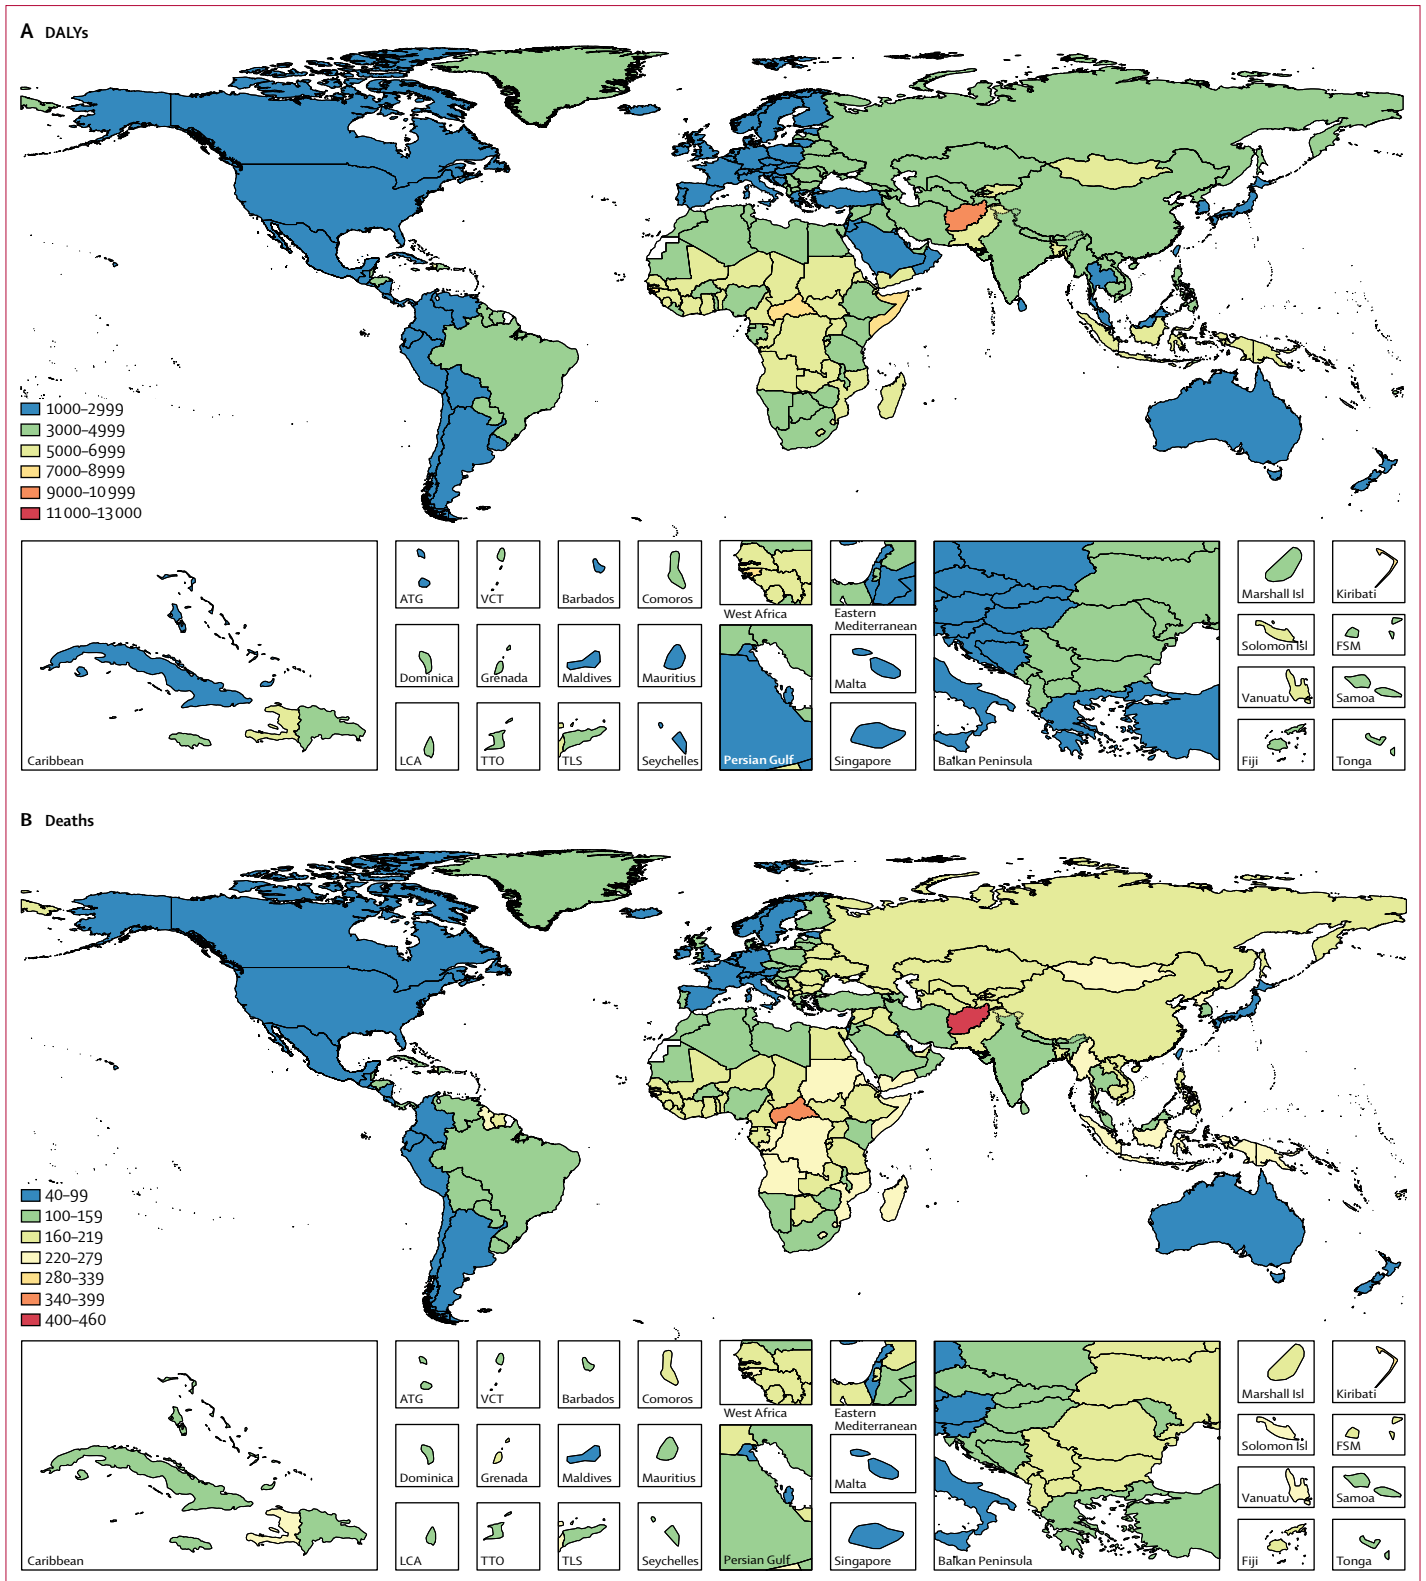 A DALYs
1000–2999
3000–4999
5000–6999
7000–8999
9000–10 999
11 000–13 000
Caribbean
ATG
VCT
Barbados
Comoros
Dominica
Grenada
Maldives
Mauritius
LCA
TTO
TLS
Seychelles
West Africa
Eastern
Mediterranean
Persian Gulf
Malta
Singapore
Balkan Peninsula
Marshall Isl
Kiribati
Solomon Isl
FSM
Vanuatu
Samoa
Fiji
Tonga
B Deaths
40–99
100–159
160–219
220–279
280–339
340–399
400–460
Caribbean
ATG
VCT
Barbados
Comoros
Dominica
Grenada
Maldives
Mauritius
LCA
TTO
TLS
Seychelles
West Africa
Eastern
Mediterranean
Persian Gulf
Malta
Singapore
Balkan Peninsula
Marshall Isl
Kiribati
Solomon Isl
FSM
Vanuatu
Samoa
Fiji
Tonga